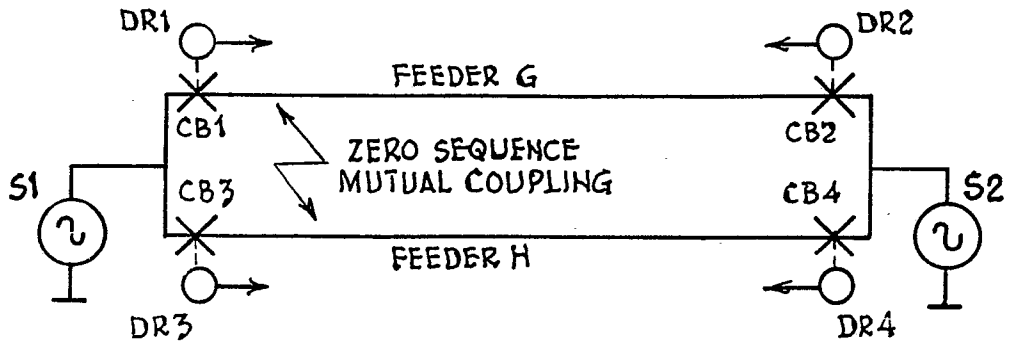 DR1
DR2
FEEDER G
CB1
CB2
ZERO SEQUENCE
MUTUAL COUPLING
S1
CB3
CB4
S2
FEEDER H
DR3
DR4